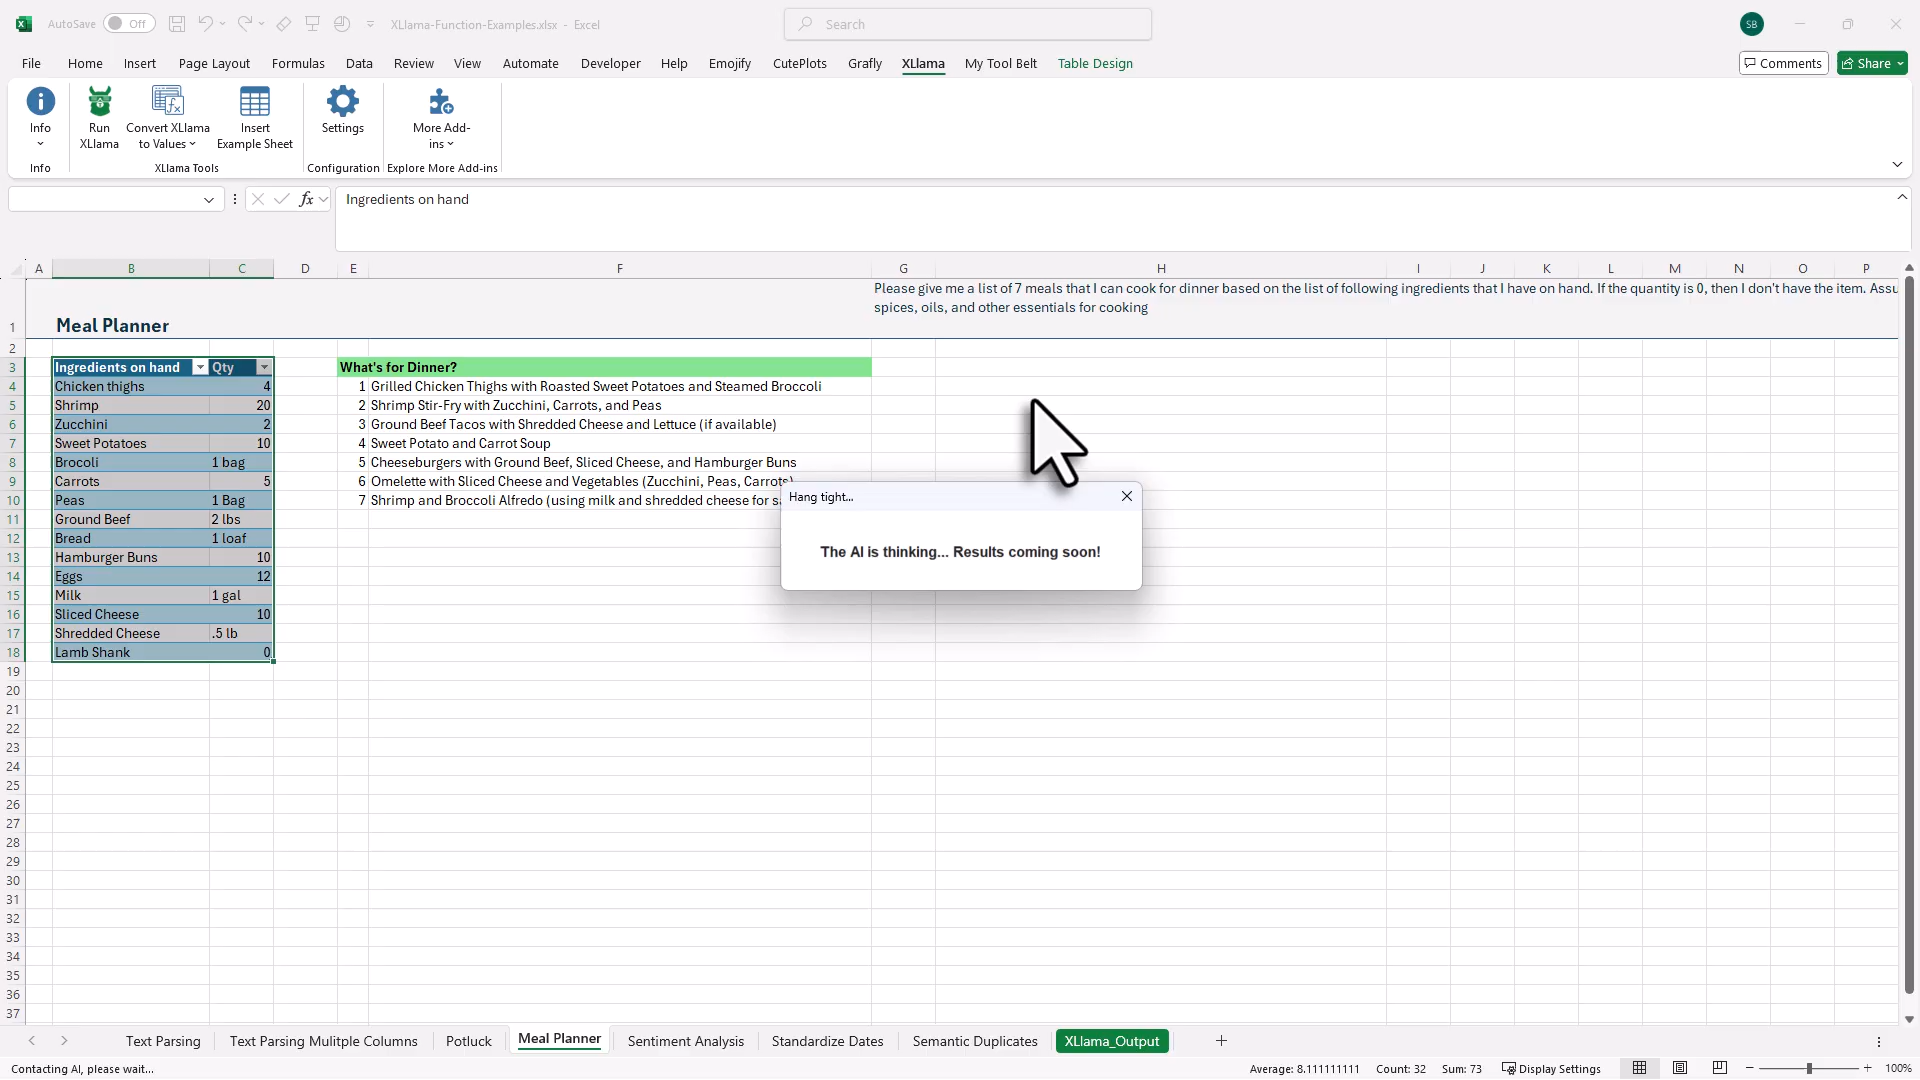 AutoSave Off XLlama-Function-Examples.xlsx - Excel Search SB
File Home Insert Page Layout Formulas Data Review View Automate Developer Help Emojify CutePlots Grafly XLlama My Tool Belt Table Design Comments Share
Info Run XLlama Convert XLlama to Values Insert Example Sheet Settings More Add-ins
Info XLlama Tools Configuration Explore More Add-ins
fx Ingredients on hand
A B C D E F G H I J K L M N O P
Please give me a list of 7 meals that I can cook for dinner based on the list of following ingredients that I have on hand. If the quantity is 0, then I don't have the item. Assu
spices, oils, and other essentials for cooking
1 Meal Planner
2
3 Ingredients on hand Qty What's for Dinner?
4 Chicken thighs 4 1 Grilled Chicken Thighs with Roasted Sweet Potatoes and Steamed Broccoli
5 Shrimp 20 2 Shrimp Stir-Fry with Zucchini, Carrots, and Peas
6 Zucchini 2 3 Ground Beef Tacos with Shredded Cheese and Lettuce (if available)
7 Sweet Potatoes 10 4 Sweet Potato and Carrot Soup
8 Brocoli 1 bag 5 Cheeseburgers with Ground Beef, Sliced Cheese, and Hamburger Buns
9 Carrots 5 6 Omelette with Sliced Cheese and Vegetables (Zucchini, Peas, Carrots)
10 Peas 1 Bag 7 Shrimp and Broccoli Alfredo (using milk and shredded cheese for s
Hang tight...
The AI is thinking... Results coming soon!
11 Ground Beef 2 lbs
12 Bread 1 loaf
13 Hamburger Buns 10
14 Eggs 12
15 Milk 1 gal
16 Sliced Cheese 10
17 Shredded Cheese .5 lb
18 Lamb Shank 0
19
20
21
22
23
24
25
26
27
28
29
30
31
32
33
34
35
36
37
Text Parsing Text Parsing Mulitple Columns Potluck Meal Planner Sentiment Analysis Standardize Dates Semantic Duplicates XLlama_Output
Contacting AI, please wait... Average: 8.111111111 Count: 32 Sum: 73 Display Settings 100%